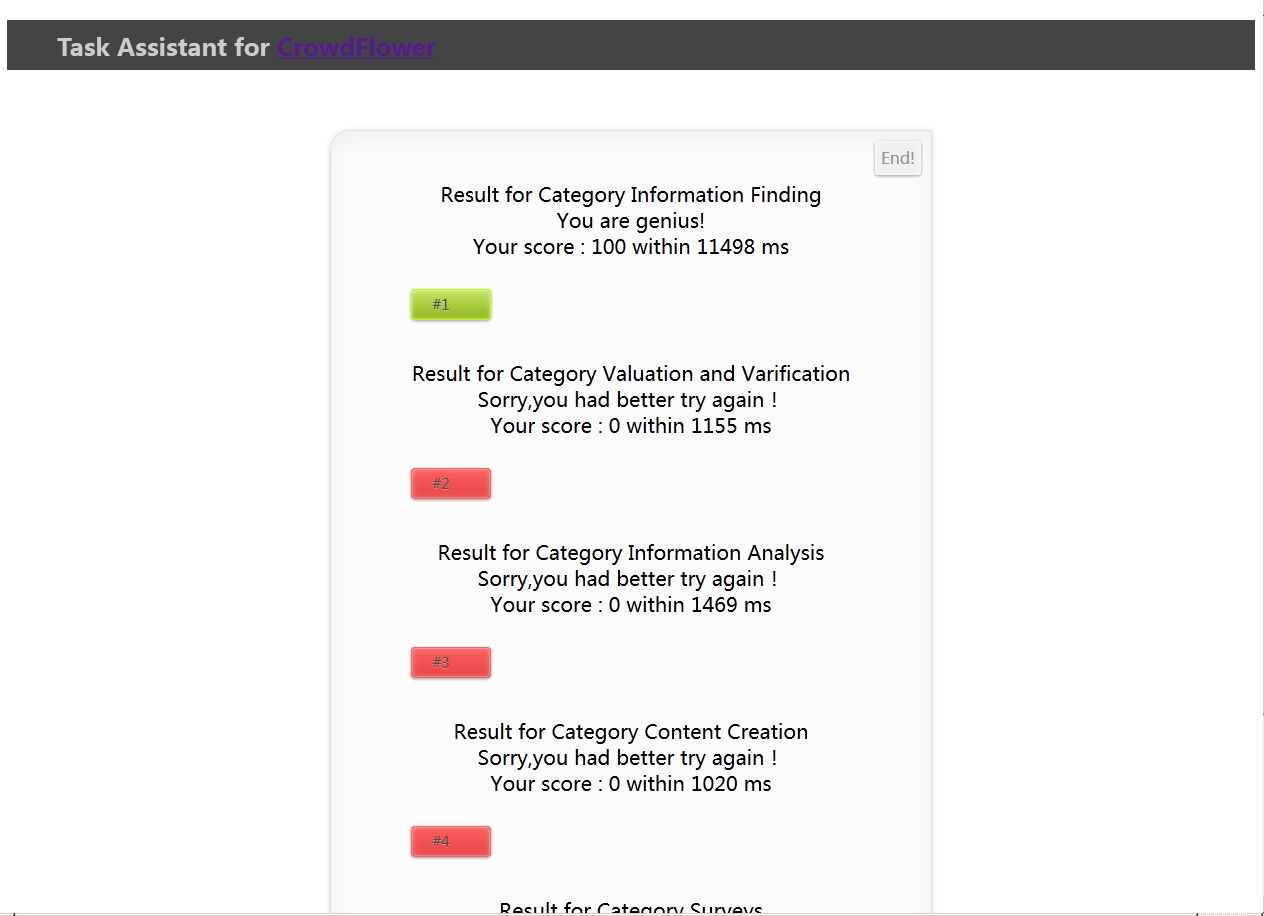 Task Assistant for CrowdFlower
End!
Result for Category Information Finding
You are genius!
Your score : 100 within 11498 ms
#1
Result for Category Valuation and Varification
Sorry,you had better try again !
Your score : 0 within 1155 ms
#2
Result for Category Information Analysis
Sorry,you had better try again !
Your score : 0 within 1469 ms
#3
Result for Category Content Creation
Sorry,you had better try again !
Your score : 0 within 1020 ms
#4
Result for Category Surveys